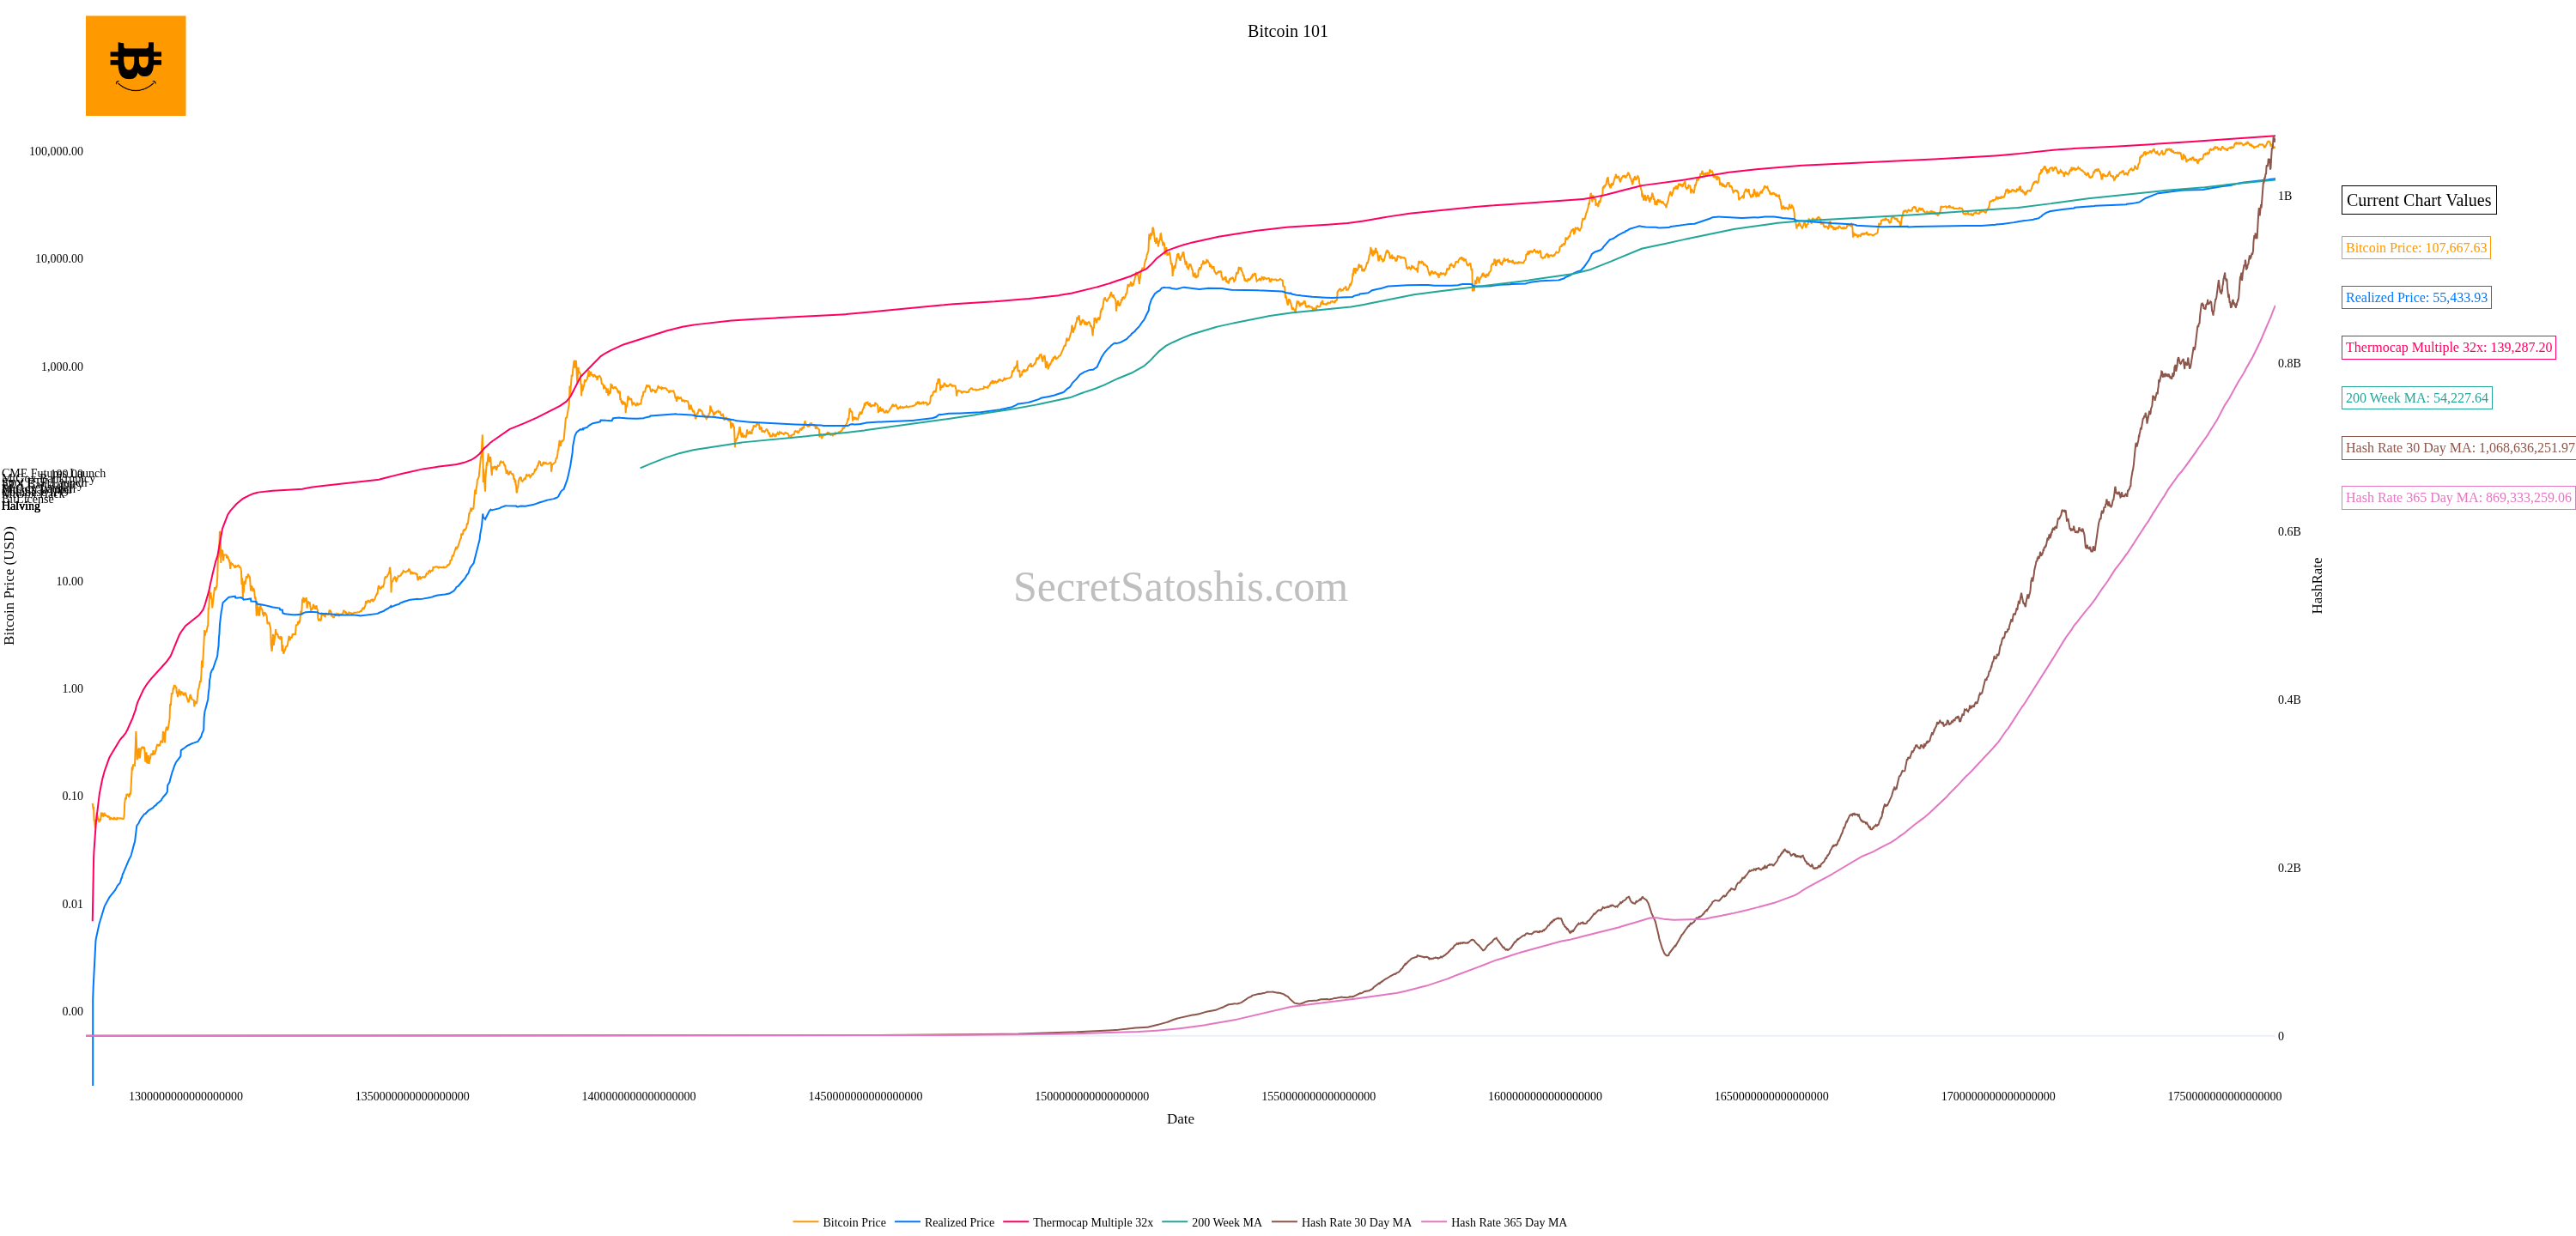 Bitcoin 101
100,000.00
10,000.00
1,000.00
100.00
10.00
1.00
0.10
0.01
0.00
CME Futures Launch
BitLicense
Halving
Bitcoin Price (USD)
SecretSatoshis.com
1B
0.8B
0.6B
0.4B
0.2B
0
HashRate
Current Chart Values
Bitcoin Price: 107,667.63
Realized Price: 55,433.93
Thermocap Multiple 32x: 139,287.20
200 Week MA: 54,227.64
Hash Rate 30 Day MA: 1,068,636,251.97
Hash Rate 365 Day MA: 869,333,259.06
1300000000000000000 1350000000000000000 1400000000000000000 1450000000000000000 1500000000000000000 1550000000000000000 1600000000000000000 1650000000000000000 1700000000000000000 1750000000000000000
Date
Bitcoin Price Realized Price Thermocap Multiple 32x 200 Week MA Hash Rate 30 Day MA Hash Rate 365 Day MA